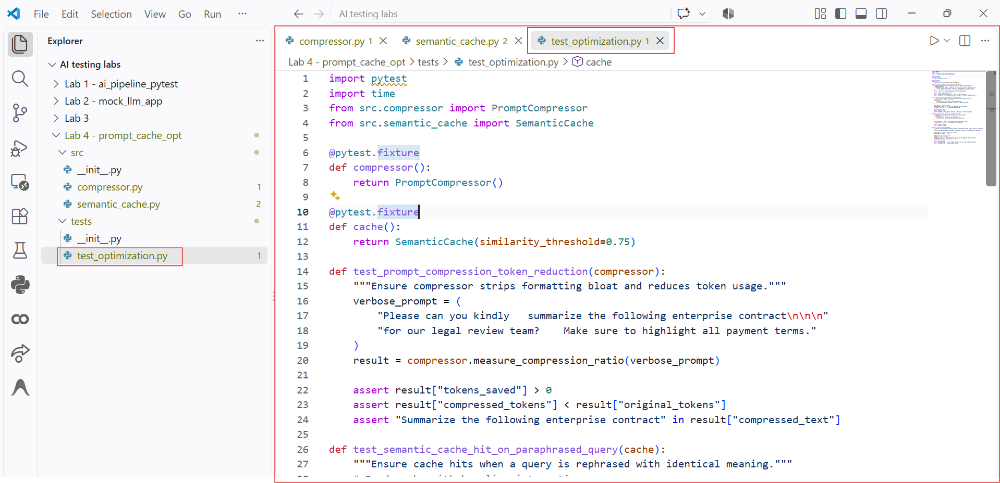 File Edit Selection View Go Run ···
AI testing labs
Explorer
AI testing labs
Lab 1 - ai_pipeline_pytest
Lab 2 - mock_llm_app
Lab 3
Lab 4 - prompt_cache_opt
src
__init__.py
compressor.py 1
semantic_cache.py 2
tests
__init__.py
test_optimization.py 1
compressor.py 1
semantic_cache.py 2
test_optimization.py 1
Lab 4 - prompt_cache_opt > tests > test_optimization.py > cache
1 import pytest
2 import time
3 from src.compressor import PromptCompressor
4 from src.semantic_cache import SemanticCache
5
6 @pytest.fixture
7 def compressor():
8     return PromptCompressor()
9
10 @pytest.fixture
11 def cache():
12     return SemanticCache(similarity_threshold=0.75)
13
14 def test_prompt_compression_token_reduction(compressor):
15     """Ensure compressor strips formatting bloat and reduces token usage."""
16     verbose_prompt = (
17         "Please can you kindly   summarize the following enterprise contract\n\n\n"
18         "for our legal review team?    Make sure to highlight all payment terms."
19     )
20     result = compressor.measure_compression_ratio(verbose_prompt)
21
22     assert result["tokens_saved"] > 0
23     assert result["compressed_tokens"] < result["original_tokens"]
24     assert "Summarize the following enterprise contract" in result["compressed_text"]
25
26 def test_semantic_cache_hit_on_paraphrased_query(cache):
27     """Ensure cache hits when a query is rephrased with identical meaning."""